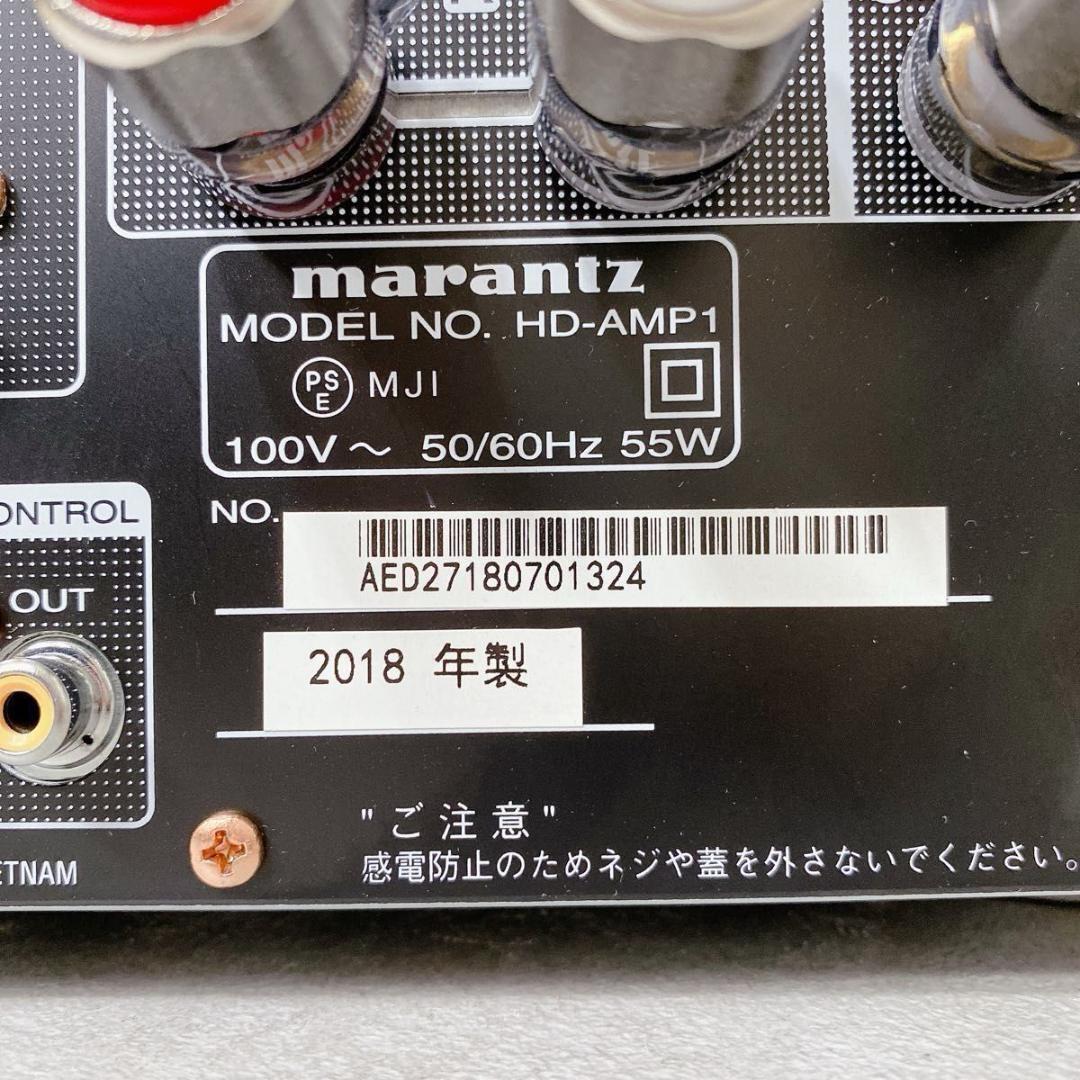 marantz
MODEL NO. HD-AMP1
PSE MJI
100V～ 50/60Hz 55W
ONTROL
NO.
AED27180701324
OUT
2018 年製
"ご注意"
感電防止のためネジや蓋を外さないでください。
ETNAM